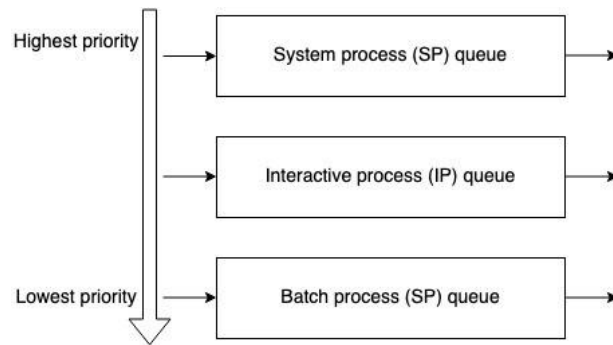 Highest priority
System process (SP) queue
Interactive process (IP) queue
Lowest priority
Batch process (SP) queue